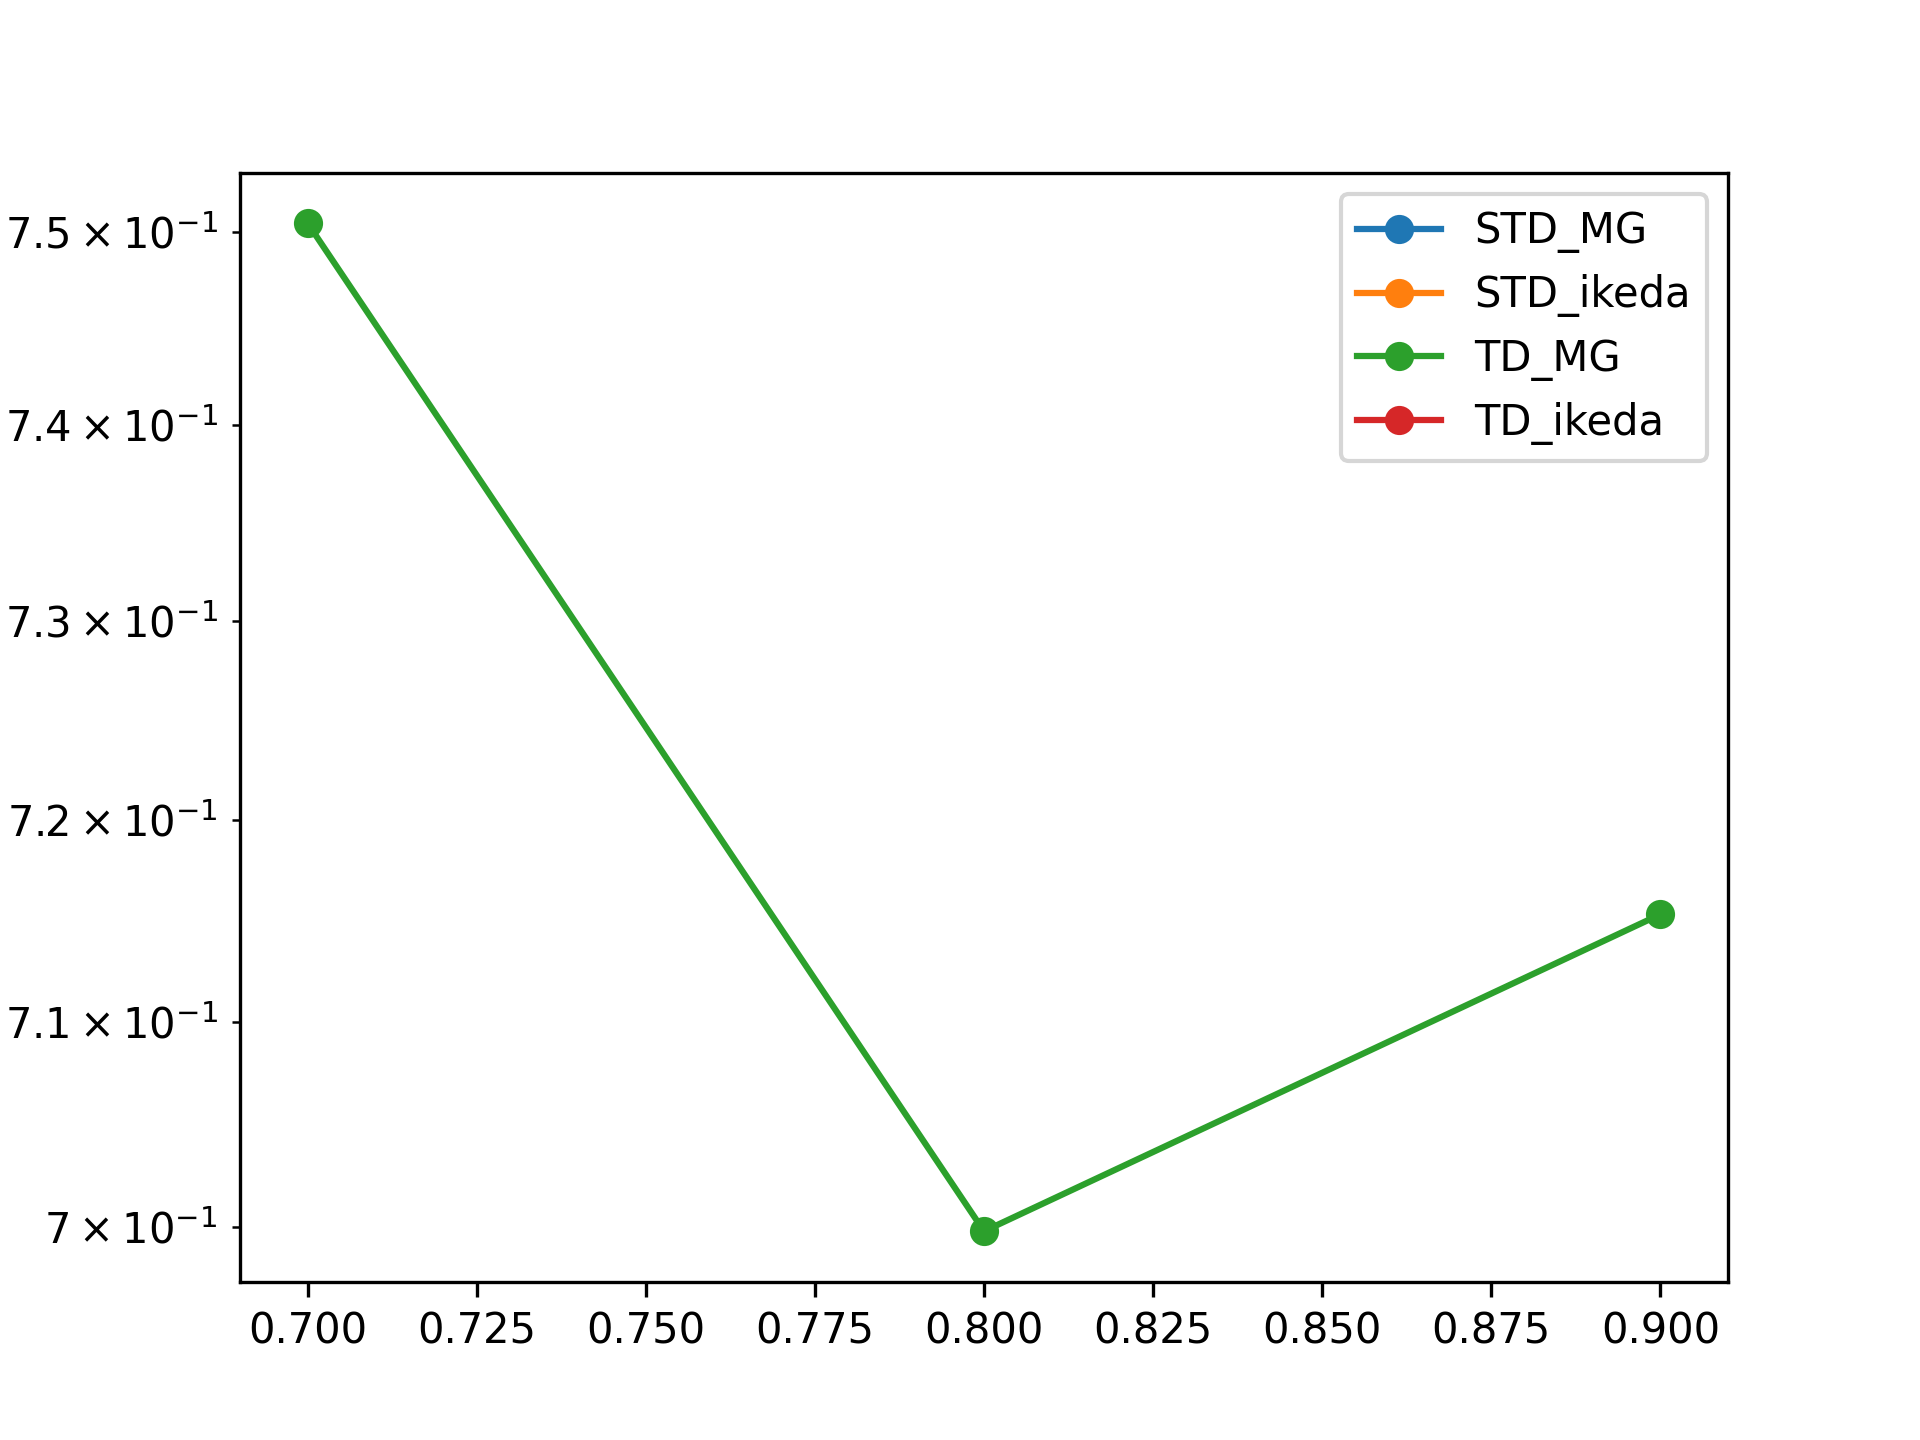 7.5 × 10⁻¹
7.4 × 10⁻¹
7.3 × 10⁻¹
7.2 × 10⁻¹
7.1 × 10⁻¹
7 × 10⁻¹
STD_MG
STD_ikeda
TD_MG
TD_ikeda
0.700 0.725 0.750 0.775 0.800 0.825 0.850 0.875 0.900